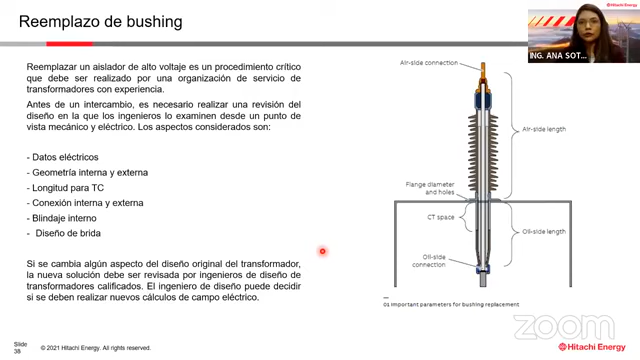 Reemplazo de bushing
HITACHI
Hitachi Energy
ING. ANA SOT...
Reemplazar un aislador de alto voltaje es un procedimiento crítico
que debe ser realizado por una organización de servicio de
transformadores con experiencia.
Antes de un intercambio, es necesario realizar una revisión del
diseño en la que los ingenieros lo examinen desde un punto de
vista mecánico y eléctrico. Los aspectos considerados son:
- Datos eléctricos
- Geometría interna y externa
- Longitud para TC
- Conexión interna y externa
- Blindaje interno
- Diseño de brida
Si se cambia algún aspecto del diseño original del transformador,
la nueva solución debe ser revisada por ingenieros de diseño de
transformadores calificados. El ingeniero de diseño puede decidir
si se deben realizar nuevos cálculos de campo eléctrico.
Air-side connection
Air-side length
Flange diameter
and holes
CT space
Oil-side length
Oil-side
connection
01 Important parameters for bushing replacement
Slide
38
© 2021 Hitachi Energy. All rights reserved.
zoom
Hitachi Energy